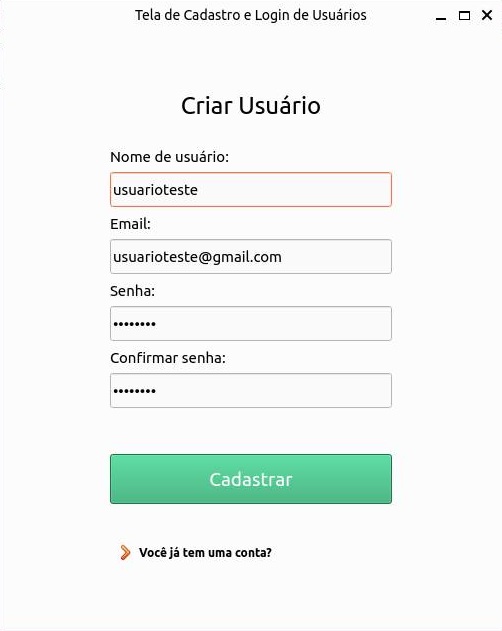 Tela de Cadastro e Login de Usuários
Criar Usuário
Nome de usuário:
usuarioteste
Email:
usuarioteste@gmail.com
Senha:
••••••••
Confirmar senha:
••••••••
Cadastrar
Você já tem uma conta?